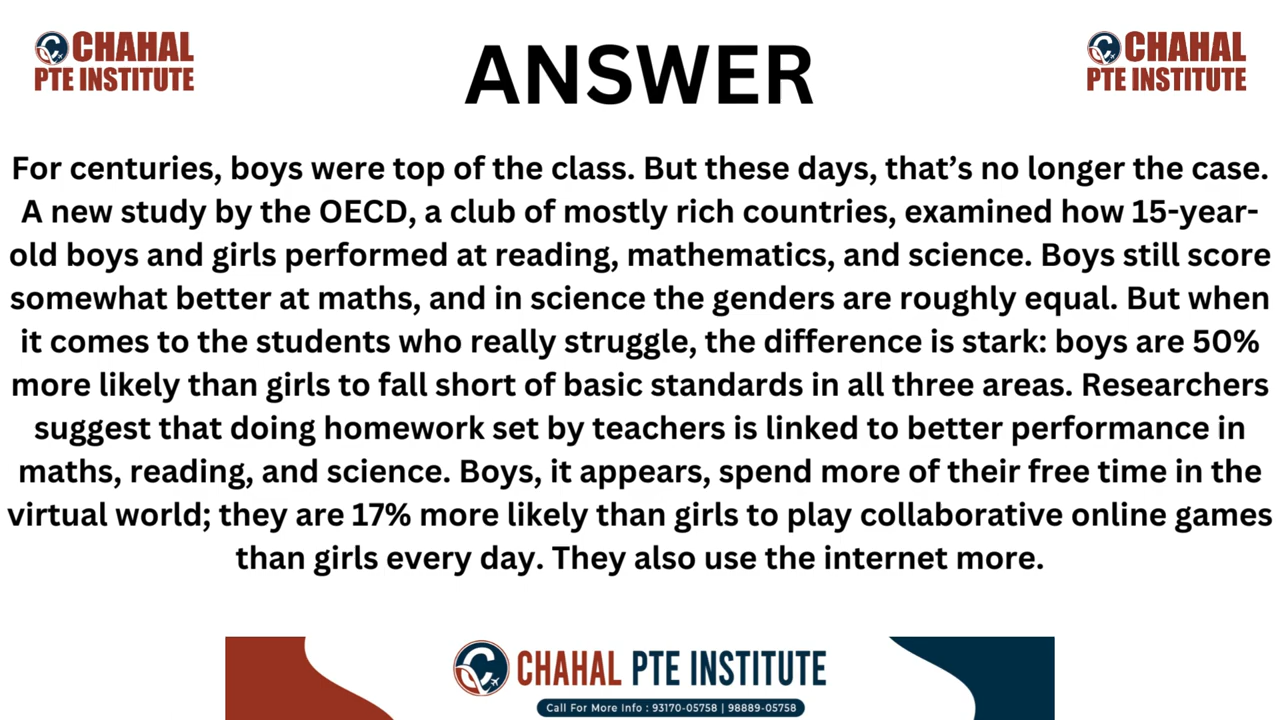 CHAHAL
PTE INSTITUTE
ANSWER
CHAHAL
PTE INSTITUTE
For centuries, boys were top of the class. But these days, that’s no longer the case.
A new study by the OECD, a club of mostly rich countries, examined how 15-year-
old boys and girls performed at reading, mathematics, and science. Boys still score
somewhat better at maths, and in science the genders are roughly equal. But when
it comes to the students who really struggle, the difference is stark: boys are 50%
more likely than girls to fall short of basic standards in all three areas. Researchers
suggest that doing homework set by teachers is linked to better performance in
maths, reading, and science. Boys, it appears, spend more of their free time in the
virtual world; they are 17% more likely than girls to play collaborative online games
than girls every day. They also use the internet more.
CHAHAL PTE INSTITUTE
Call For More Info : 93170-05758 | 98889-05758